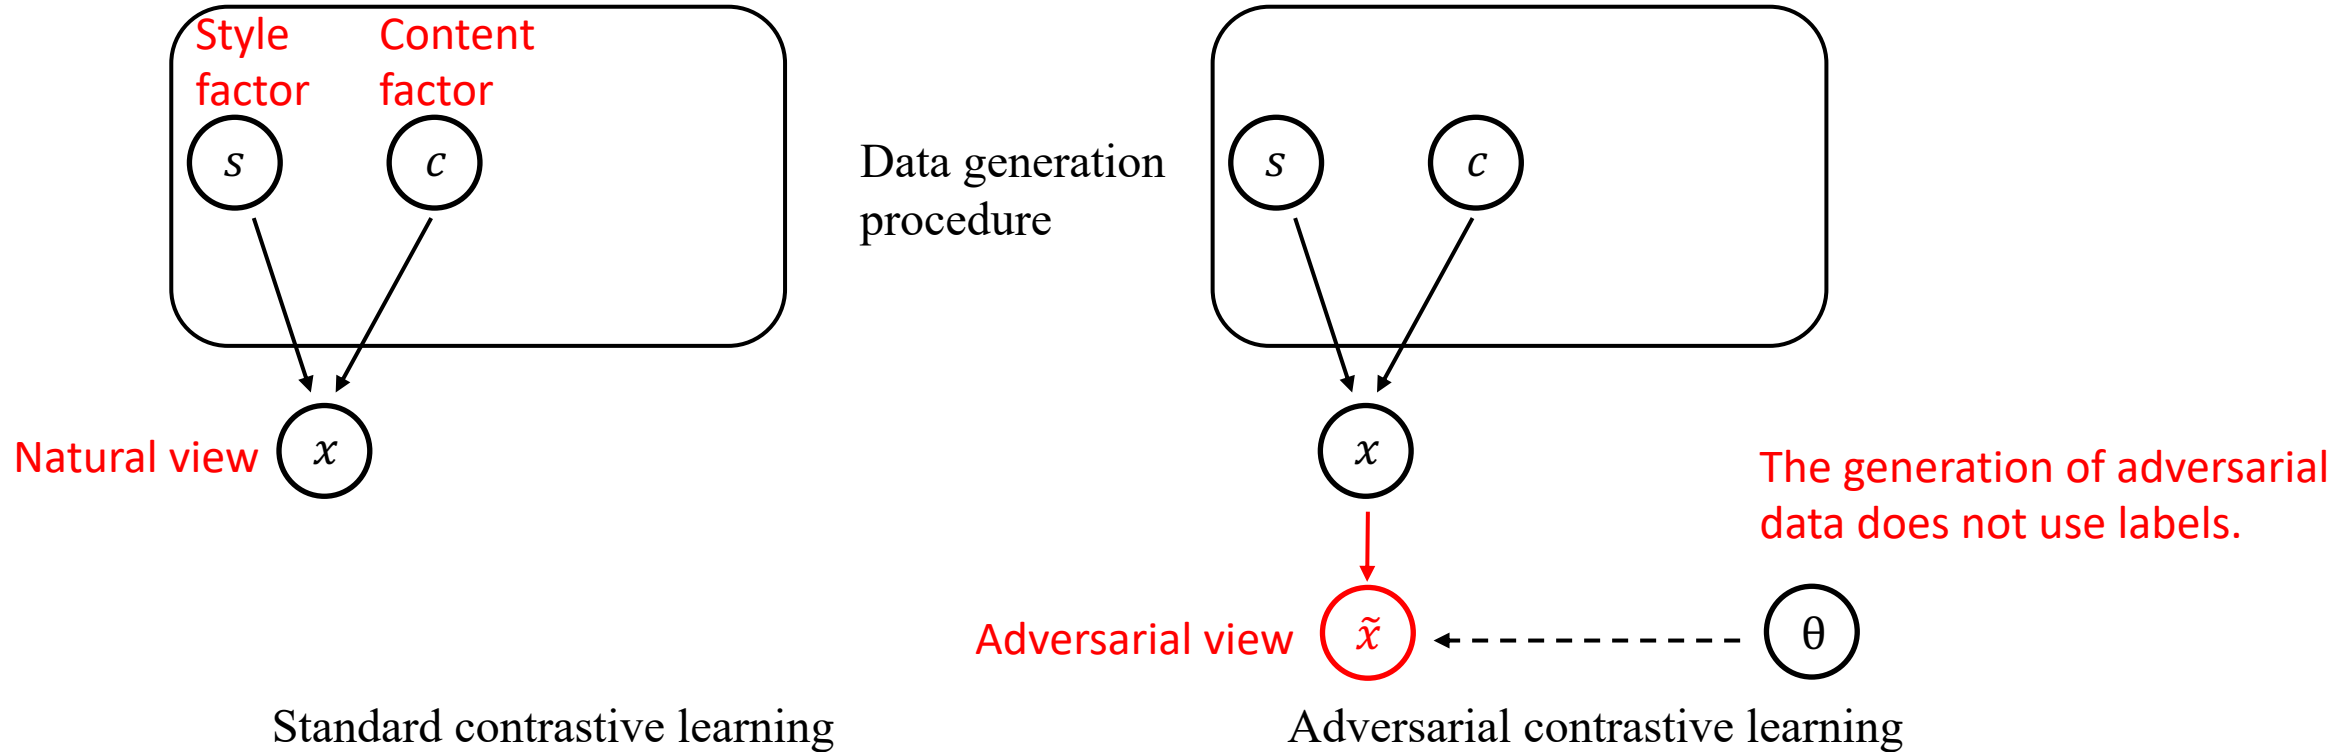 Style
factor
Content
factor
s
c
Natural view
x
Standard contrastive learning
Data generation
procedure
s
c
x
The generation of adversarial
data does not use labels.
Adversarial view
x̃
θ
Adversarial contrastive learning